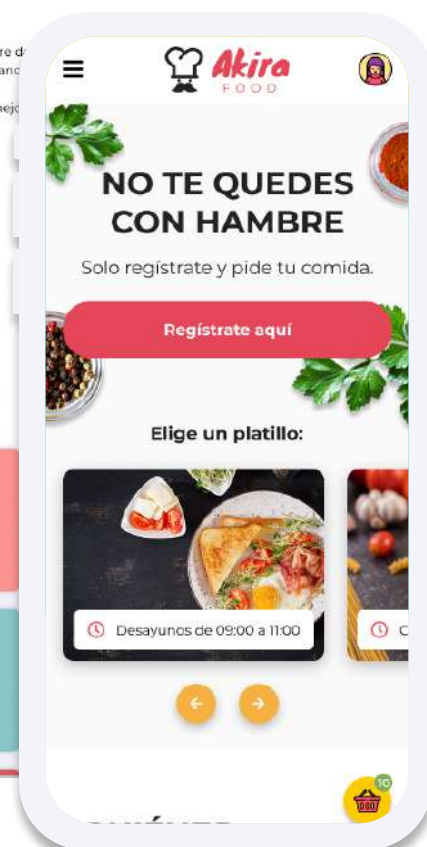 Akira
FOOD
NO TE QUEDES
CON HAMBRE
Solo regístrate y pide tu comida.
Regístrate aquí
Elige un platillo:
Desayunos de 09:00 a 11:00
10